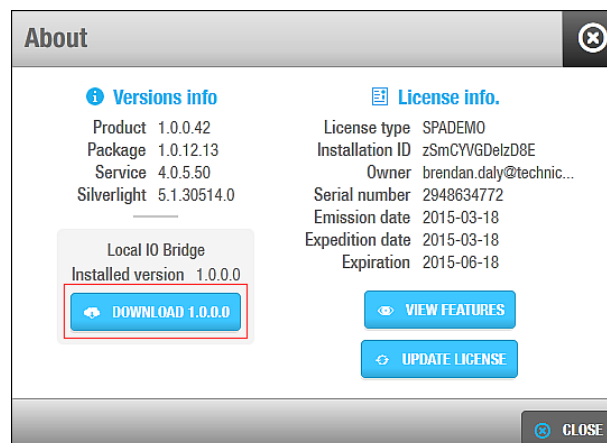 About
Versions info
Product 1.0.0.42
Package 1.0.12.13
Service 4.0.5.50
Silverlight 5.1.30514.0
Local IO Bridge
Installed version 1.0.0.0
DOWNLOAD 1.0.0.0
License info.
License type SPADEMO
Installation ID zSmCYVGDelzD8E
Owner brendan.daly@technic...
Serial number 2948634772
Emission date 2015-03-18
Expedition date 2015-03-18
Expiration 2015-06-18
VIEW FEATURES
UPDATE LICENSE
CLOSE